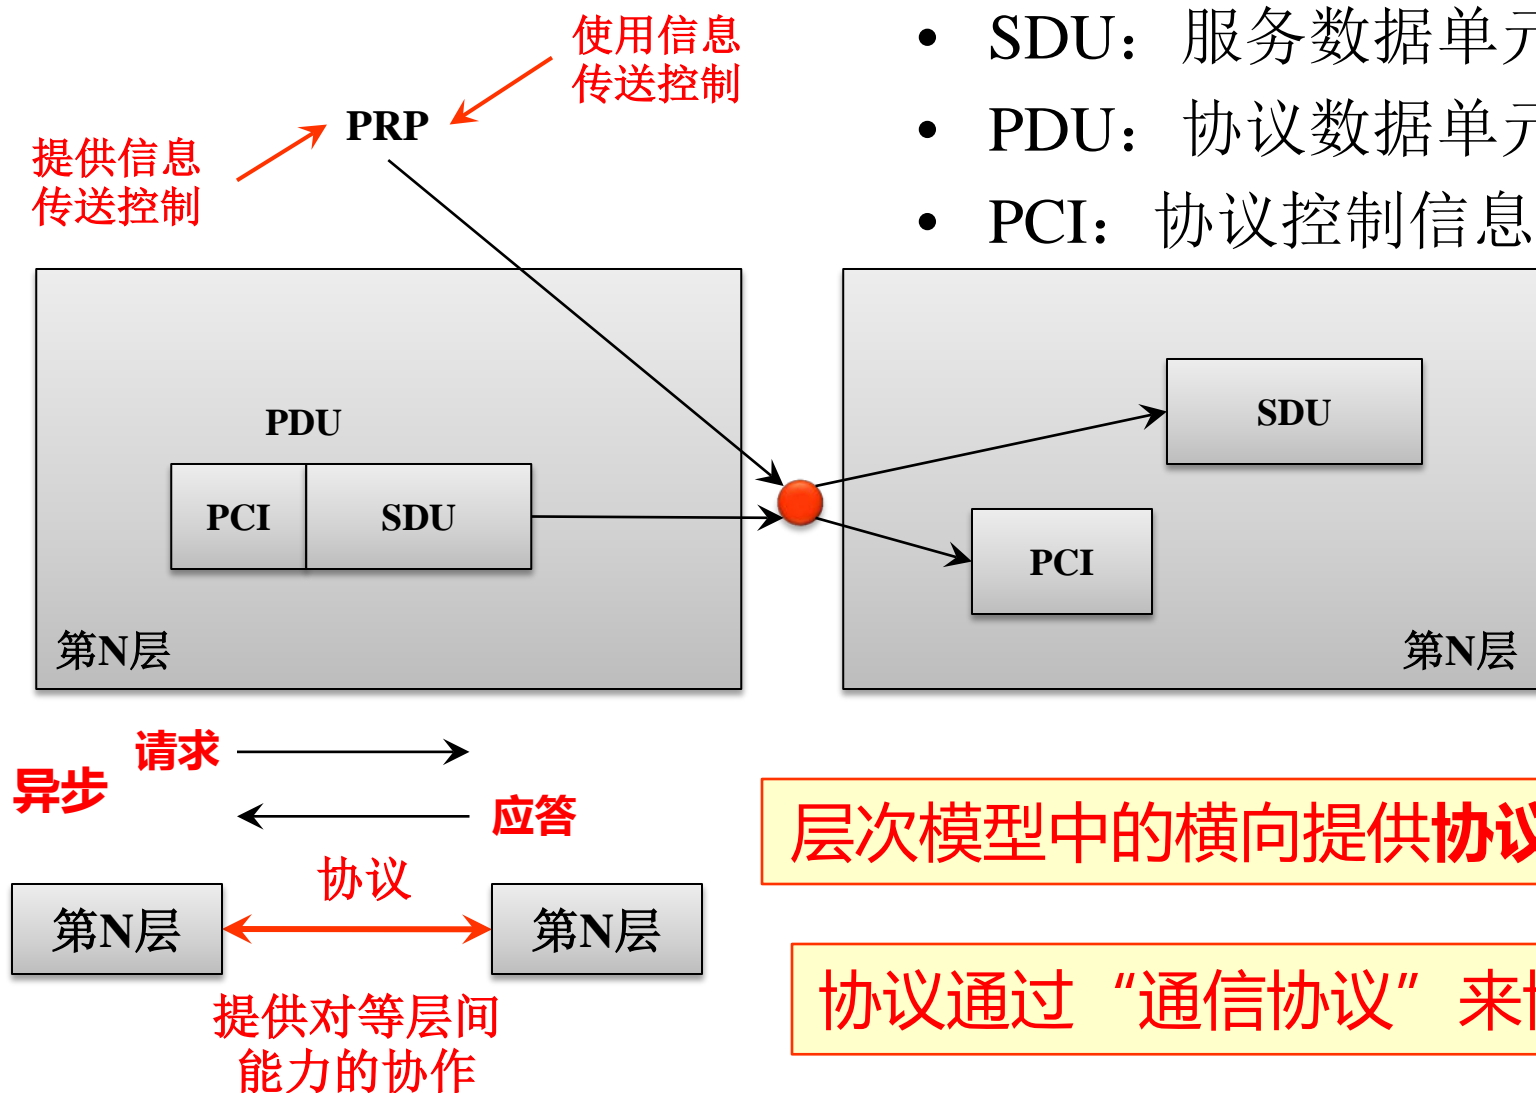 使用信息
传送控制
PRP
提供信息
传送控制
• SDU：服务数据单
• PDU：协议数据单
• PCI：协议控制信息
PDU
PCI SDU
第N层
SDU
PCI
第N层
请求
异步
应答
协议
第N层 第N层
提供对等层间
能力的协作
层次模型中的横向提供协议
协议通过“通信协议”来